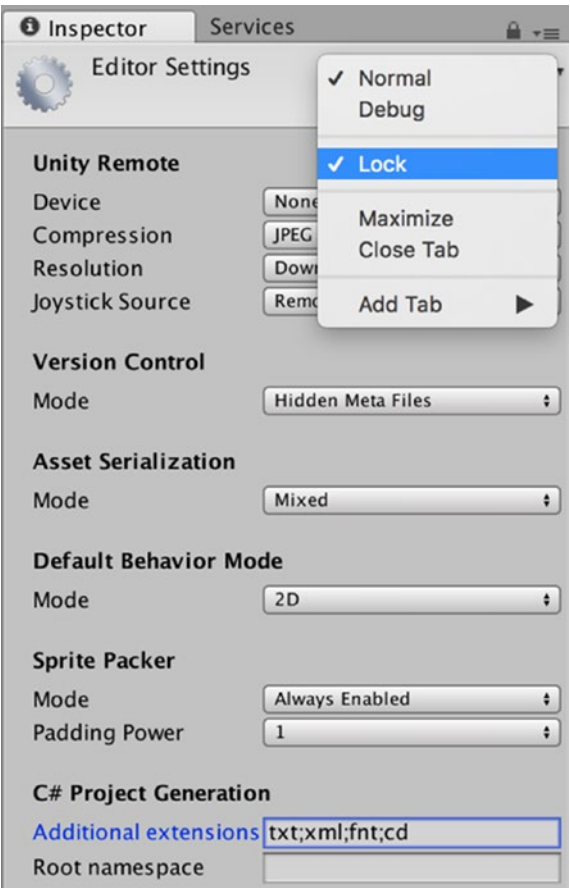 Inspector
Services
Editor Settings
Normal
Debug
Lock
Maximize
Close Tab
Add Tab
Unity Remote
Device None
Compression JPEG
Resolution
Joystick Source
Version Control
Mode Hidden Meta Files
Asset Serialization
Mode Mixed
Default Behavior Mode
Mode 2D
Sprite Packer
Mode Always Enabled
Padding Power 1
C# Project Generation
Additional extensions txt;xml;fnt;cd
Root namespace